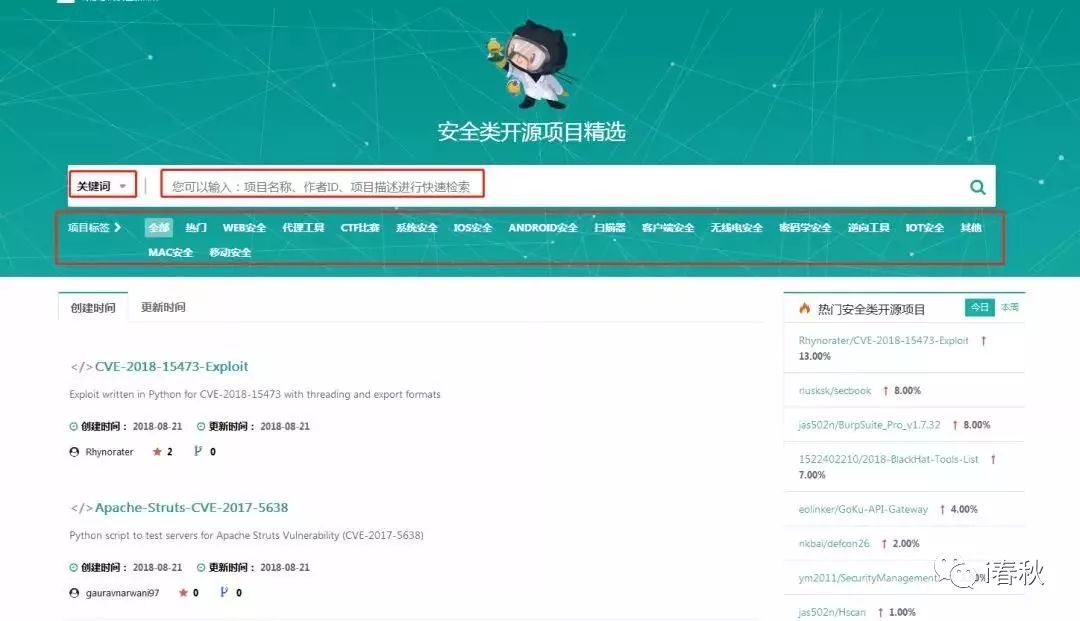 安全类开源项目精选
关键词
您可以输入：项目名称、作者ID、项目描述进行快速检索
项目标签 全部 热门 WEB安全 代理工具 CTF比赛 系统安全 IOS安全 ANDROID安全 扫描器 客户端安全 无线电安全 密码学安全 逆向工具 IOT安全 其他
MAC安全 移动安全
创建时间 更新时间
</>CVE-2018-15473-Exploit
Exploit written in Python for CVE-2018-15473 with threading and export formats
创建时间： 2018-08-21 更新时间： 2018-08-21
Rhynorater 2 0
</>Apache-Struts-CVE-2017-5638
Python script to test servers for Apache Struts Vulnerability (CVE-2017-5638)
创建时间： 2018-08-21 更新时间： 2018-08-21
gauravnarwani97 0 0
热门安全类开源项目 今日 本周
Rhynorater/CVE-2018-15473-Exploit ↑
13.00%
riusksk/secbook ↑ 8.00%
jas502n/BurpSuite_Pro_v1.7.32 ↑ 8.00%
1522402210/2018-BlackHat-Tools-List ↑
7.00%
eolinker/GoKu-API-Gateway ↑ 4.00%
nkbai/defcon26 ↑ 2.00%
ym2011/SecurityManagement
jas502n/Hscan ↑ 1.00%
i春秋